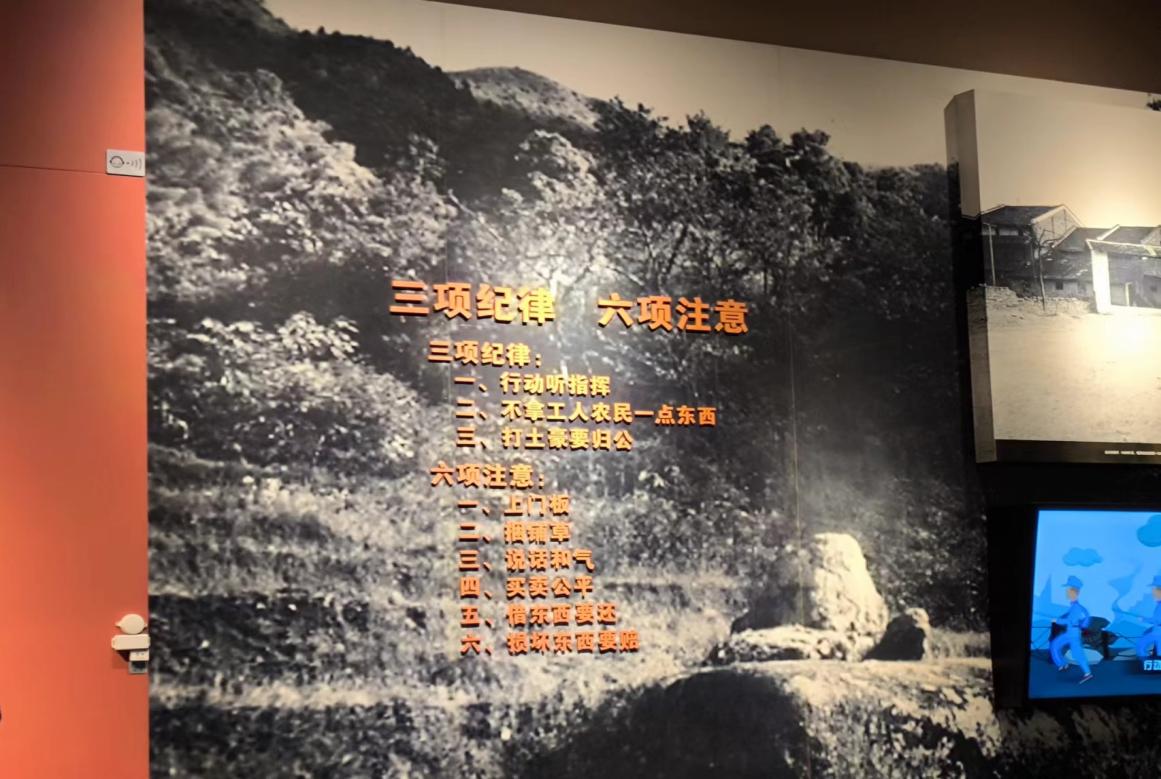 三项纪律　六项注意
三项纪律：
一、行动听指挥
二、不拿工人农民一点东西
三、打土豪要归公
六项注意：
一、上门板
二、捆铺草
三、说话和气
四、买卖公平
五、借东西要还
六、损坏东西要赔
行动